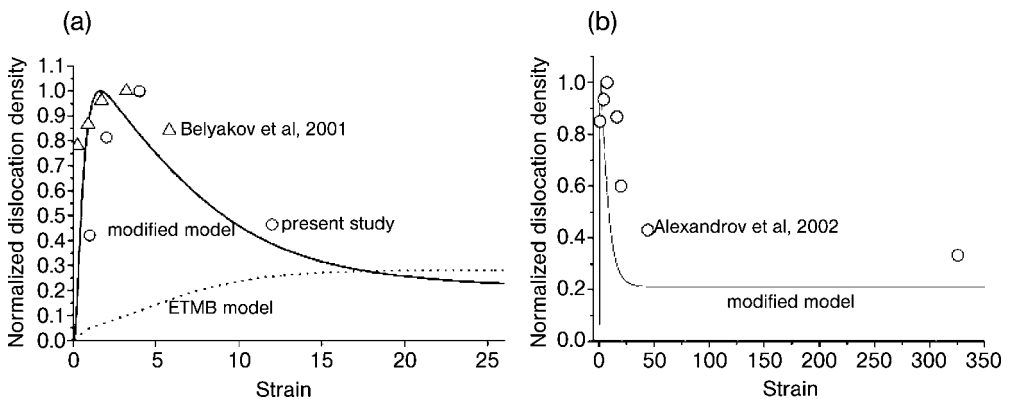 (a)
Normalized dislocation density
1.1
1.0
0.9
0.8
0.7
0.6
0.5
0.4
0.3
0.2
0.1
0.0
Belyakov et al, 2001
present study
modified model
ETMB model
0 5 10 15 20 25
Strain
(b)
Normalized dislocation density
1.0
0.8
0.6
0.4
0.2
0.0
Alexandrov et al, 2002
modified model
0 50 100 150 200 250 300 350
Strain